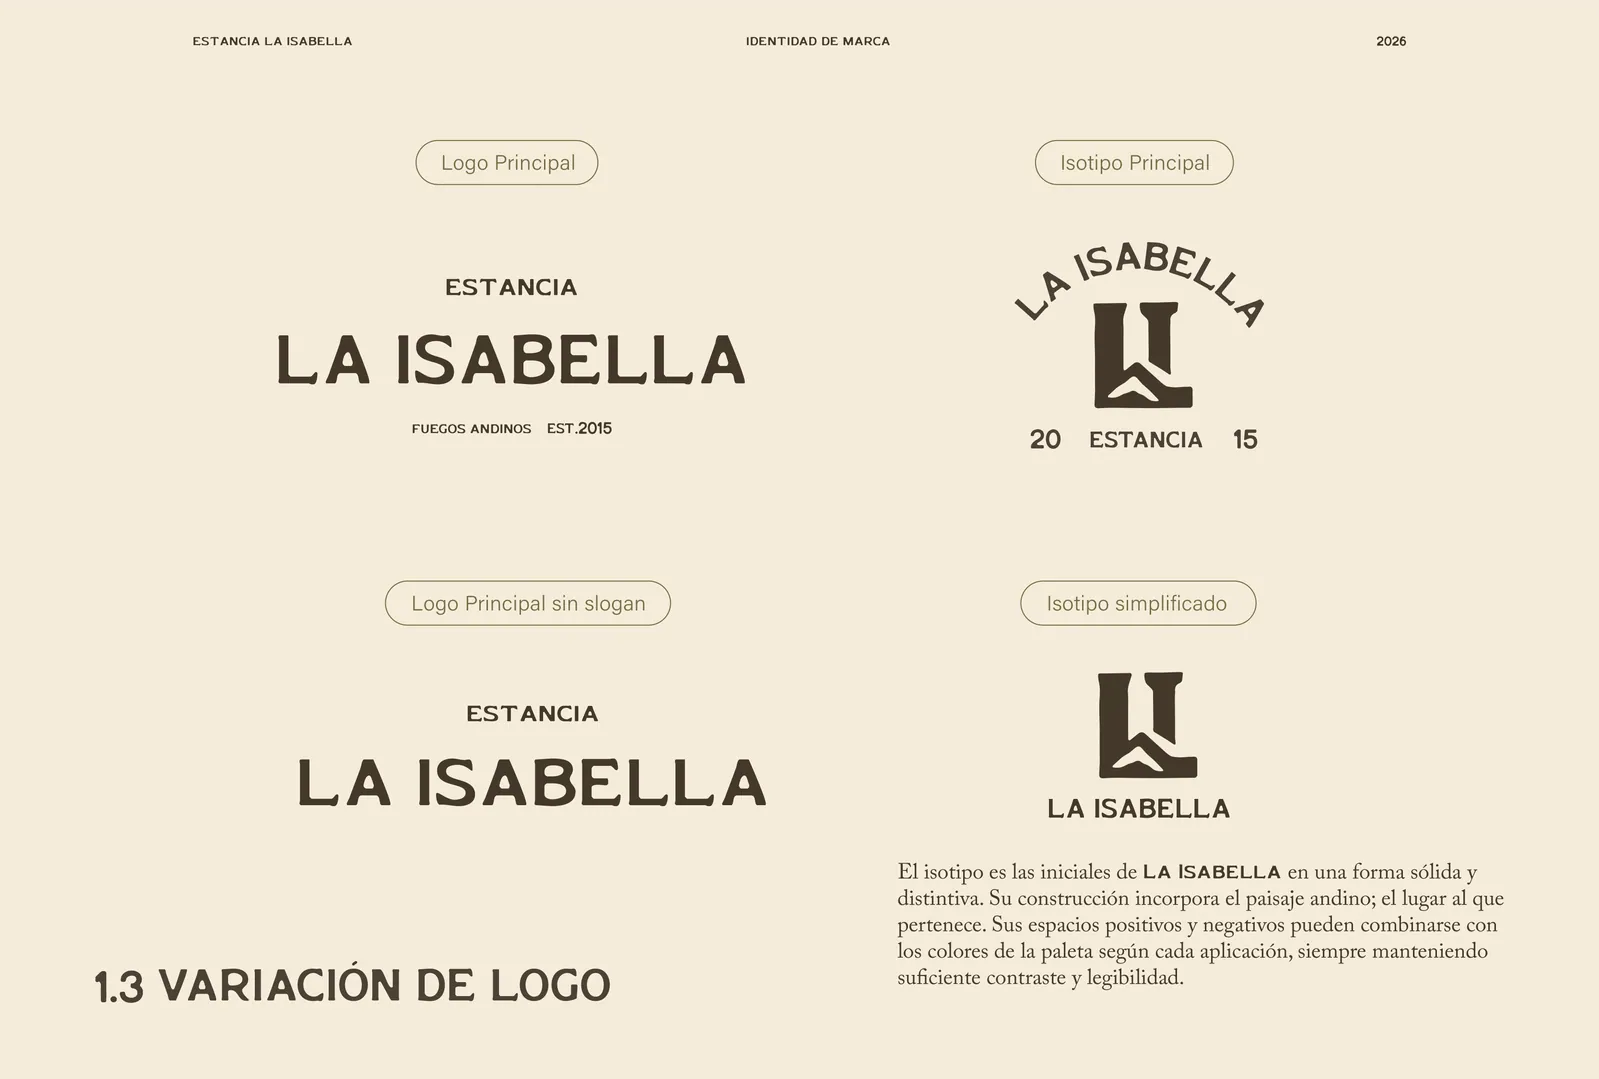 ESTANCIA LA ISABELLA
IDENTIDAD DE MARCA
2026
Logo Principal
ESTANCIA
LA ISABELLA
FUEGOS ANDINOS EST.2015
Isotipo Principal
LA ISABELLA
20 ESTANCIA 15
Logo Principal sin slogan
ESTANCIA
LA ISABELLA
Isotipo simplificado
LA ISABELLA
El isotipo es las iniciales de LA ISABELLA en una forma sólida y
distintiva. Su construcción incorpora el paisaje andino; el lugar al que
pertenece. Sus espacios positivos y negativos pueden combinarse con
los colores de la paleta según cada aplicación, siempre manteniendo
suficiente contraste y legibilidad.
1.3 VARIACIÓN DE LOGO